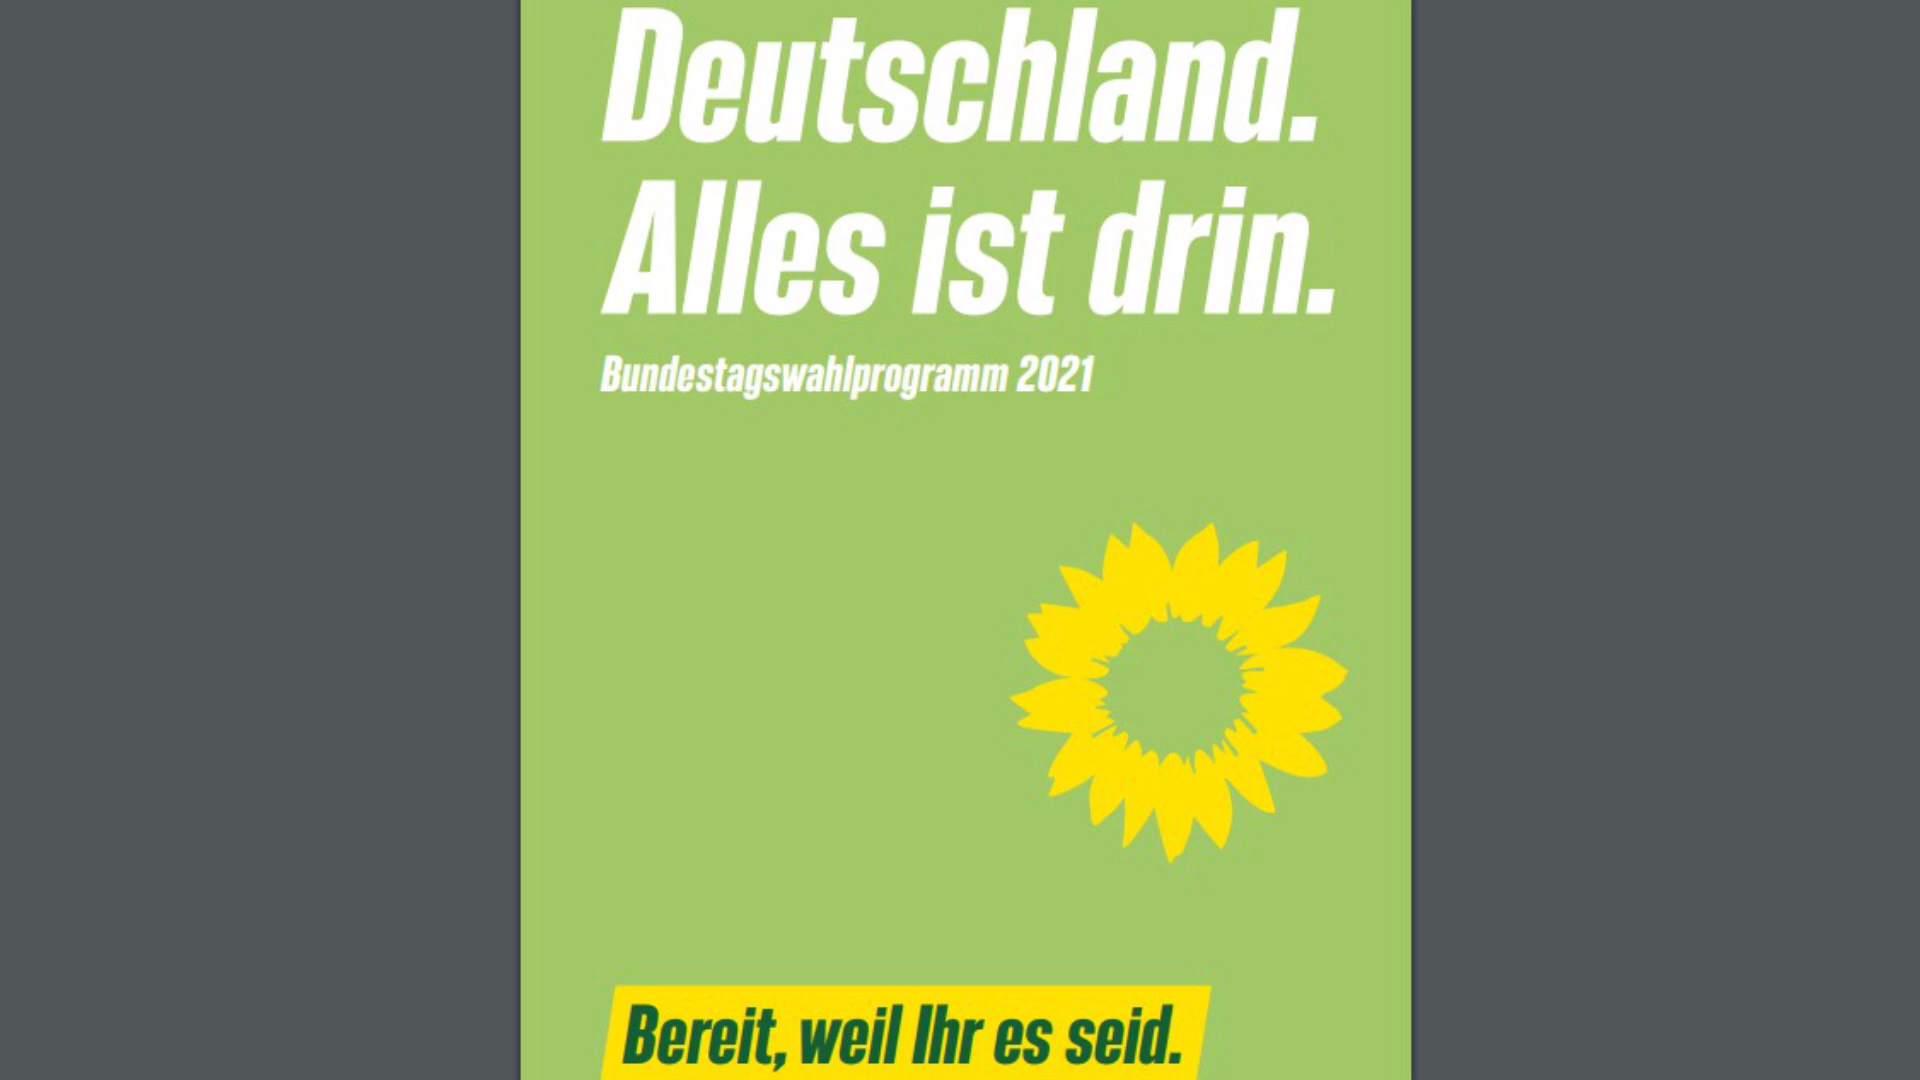 Deutschland.
Alles ist drin.
Bundestagswahlprogramm 2021
Bereit, weil Ihr es seid.